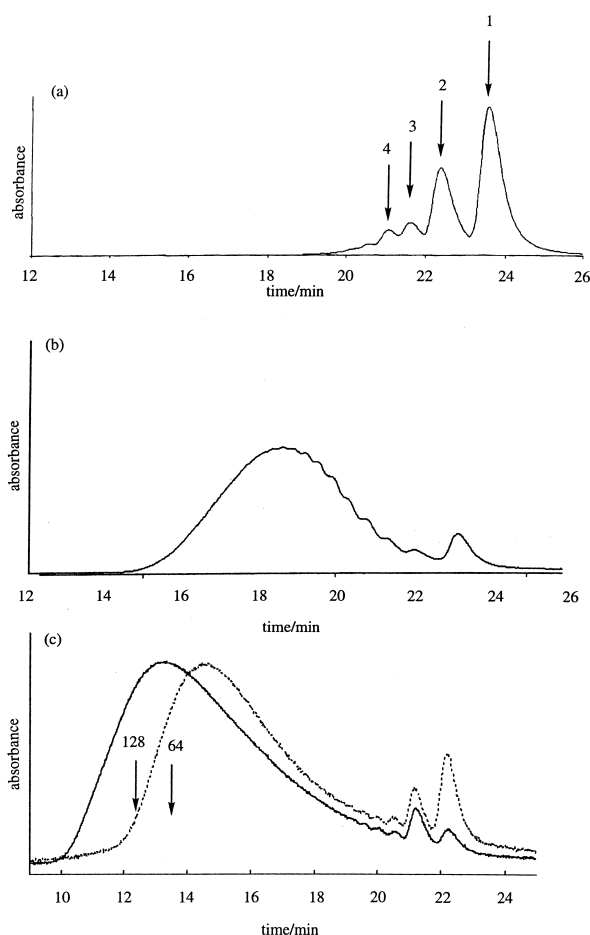 1
(a)
2
3
4
absorbance
12 14 16 18 20 22 24 26
time/min
(b)
absorbance
12 14 16 18 20 22 24 26
time/min
(c)
128 64
absorbance
10 12 14 16 18 20 22 24
time/min